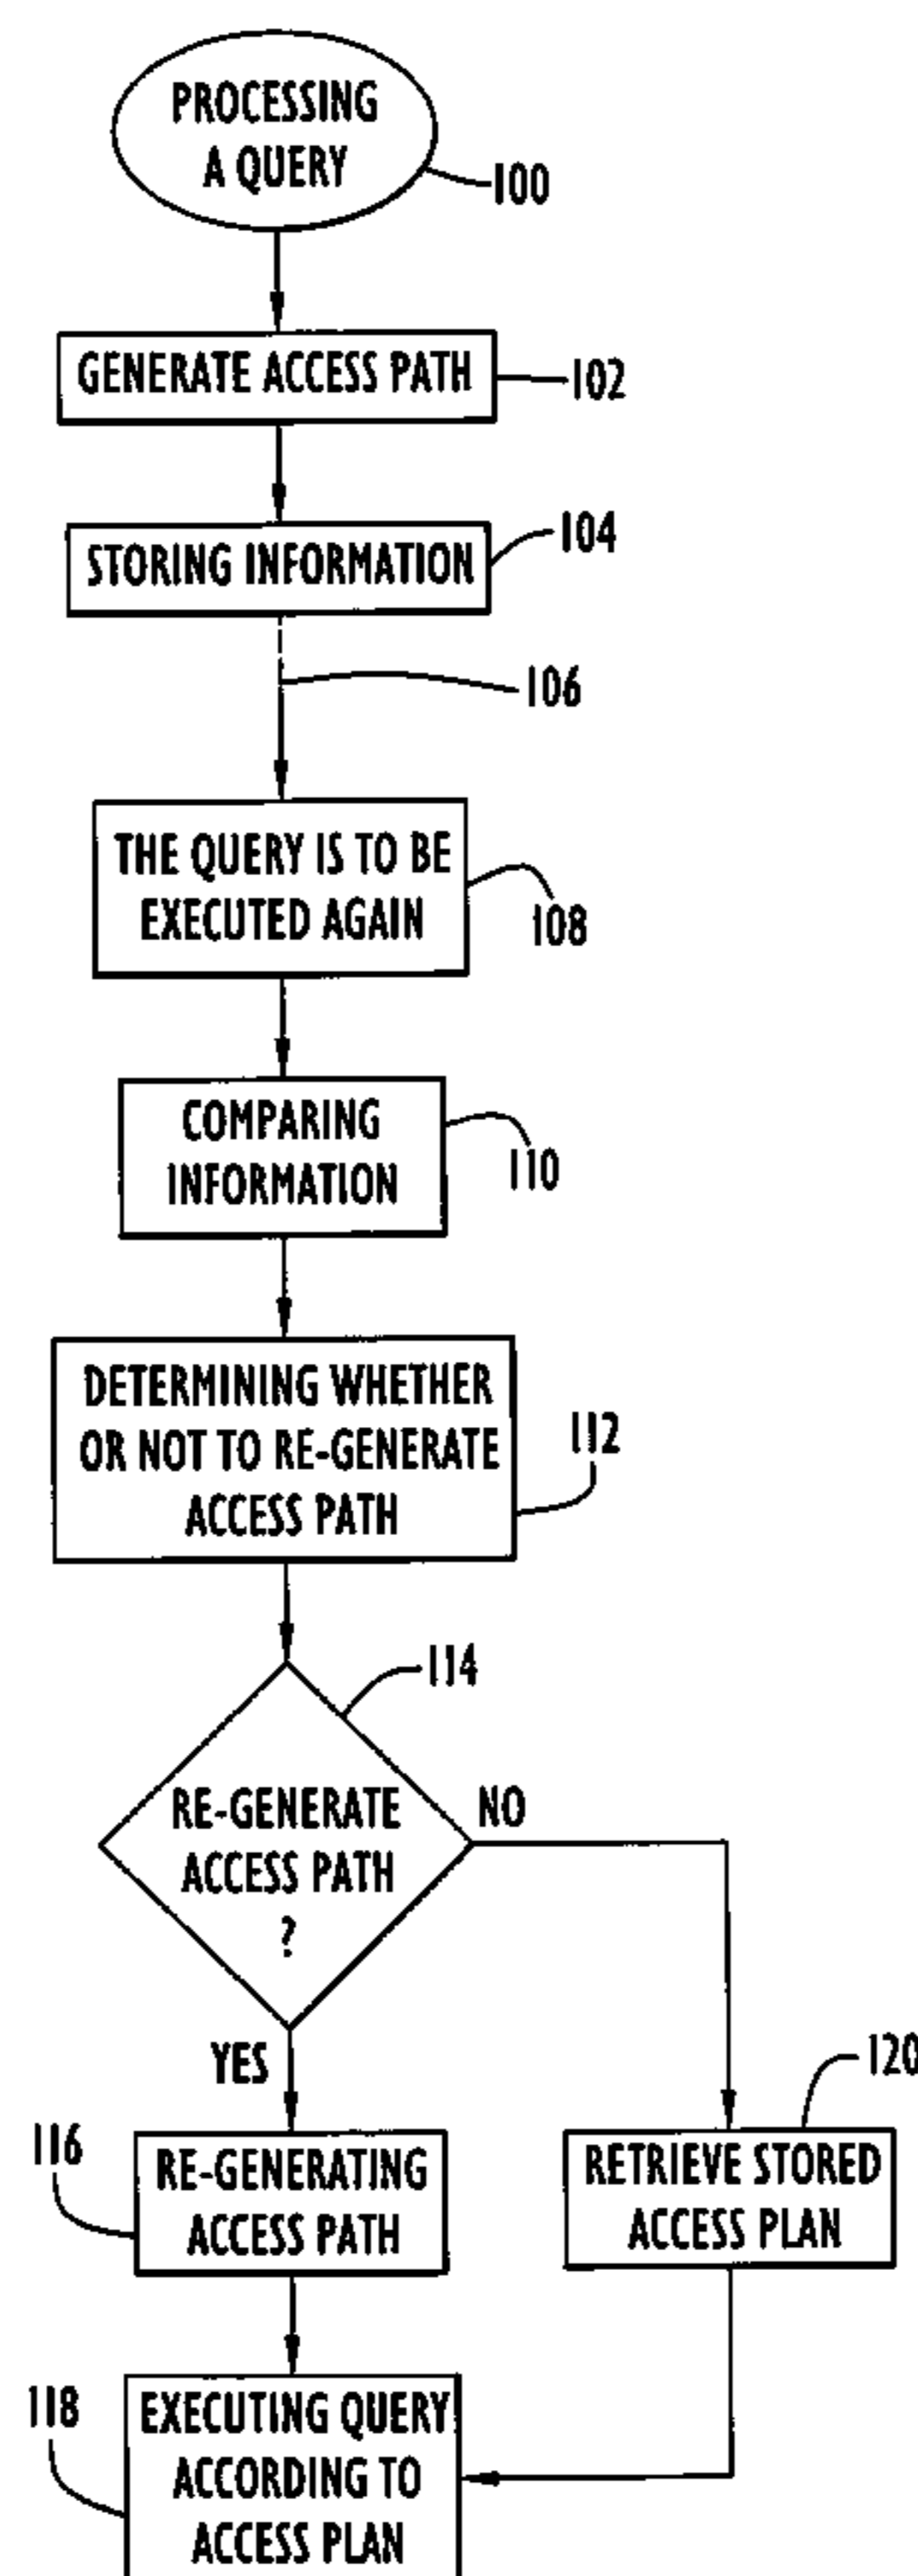 PROCESSING
A QUERY
100
GENERATE ACCESS PATH
102
STORING INFORMATION
104
106
THE QUERY IS TO BE
EXECUTED AGAIN
108
COMPARING
INFORMATION
110
DETERMINING WHETHER
OR NOT TO RE-GENERATE
ACCESS PATH
112
114
RE-GENERATE
ACCESS PATH
?
NO
YES
116
RE-GENERATING
ACCESS PATH
120
RETRIEVE STORED
ACCESS PLAN
118
EXECUTING QUERY
ACCORDING TO
ACCESS PLAN